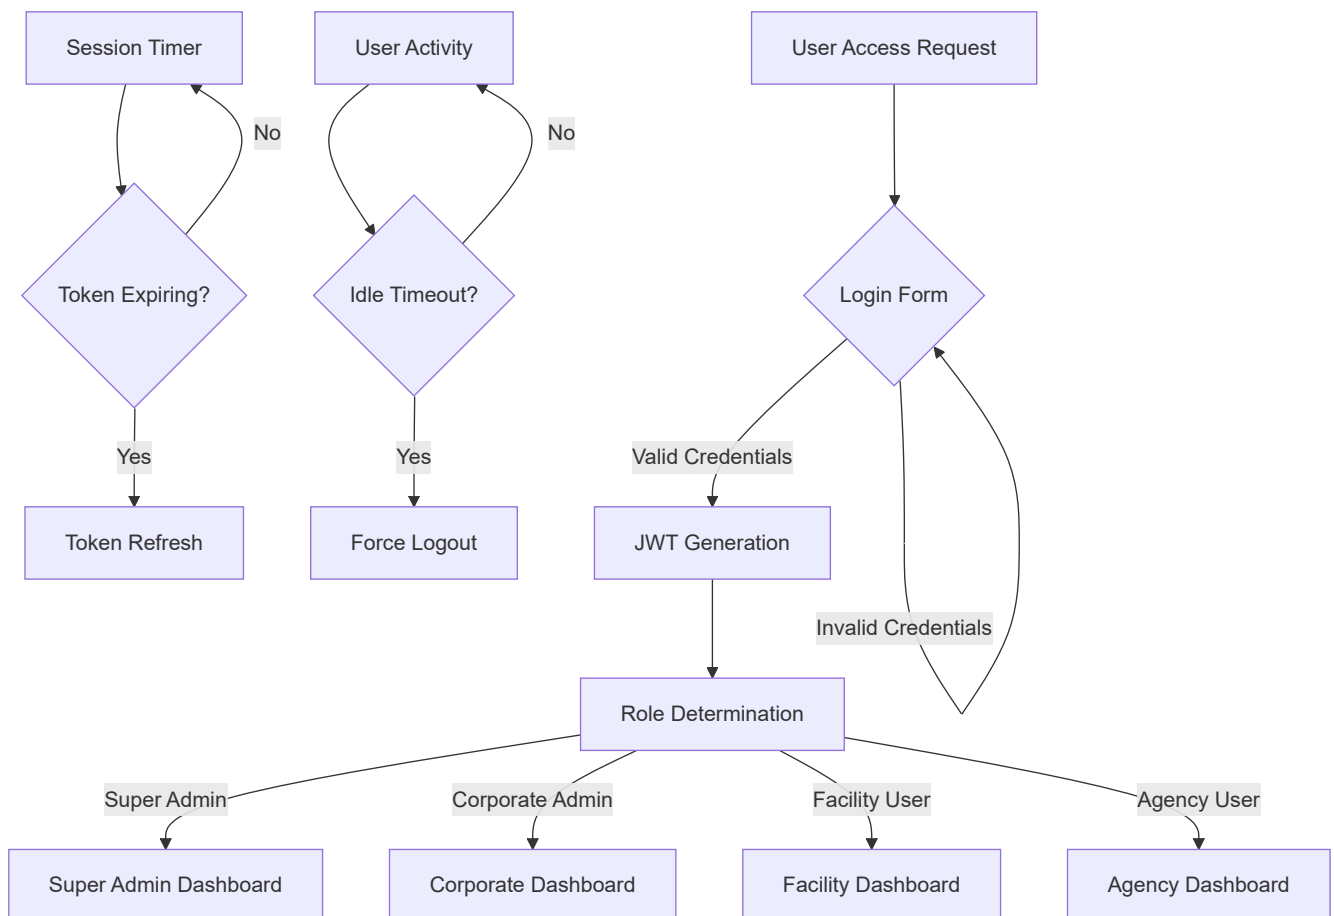 Session Timer
User Activity
User Access Request
No
No
Token Expiring?
Idle Timeout?
Login Form
Yes
Yes
Valid Credentials
Token Refresh
Force Logout
JWT Generation
Invalid Credentials
Role Determination
Super Admin
Corporate Admin
Facility User
Agency User
Super Admin Dashboard
Corporate Dashboard
Facility Dashboard
Agency Dashboard